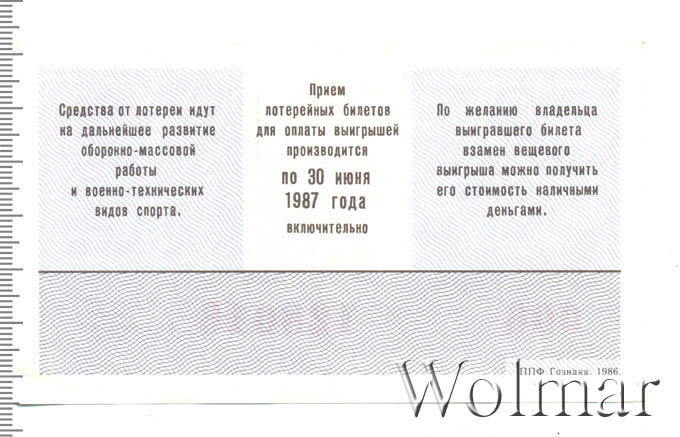 Средства от лотереи идут
на дальнейшее развитие
оборонно-массовой
работы
и военно-технических
видов спорта.
Прием
лотерейных билетов
для оплаты выигрышей
производится
по 30 июня
1987 года
включительно
По желанию владельца
выигравшего билета
взамен вещевого
выигрыша можно получить
его стоимость наличными
деньгами.
ППФ Гознака. 1986.
Wolmar